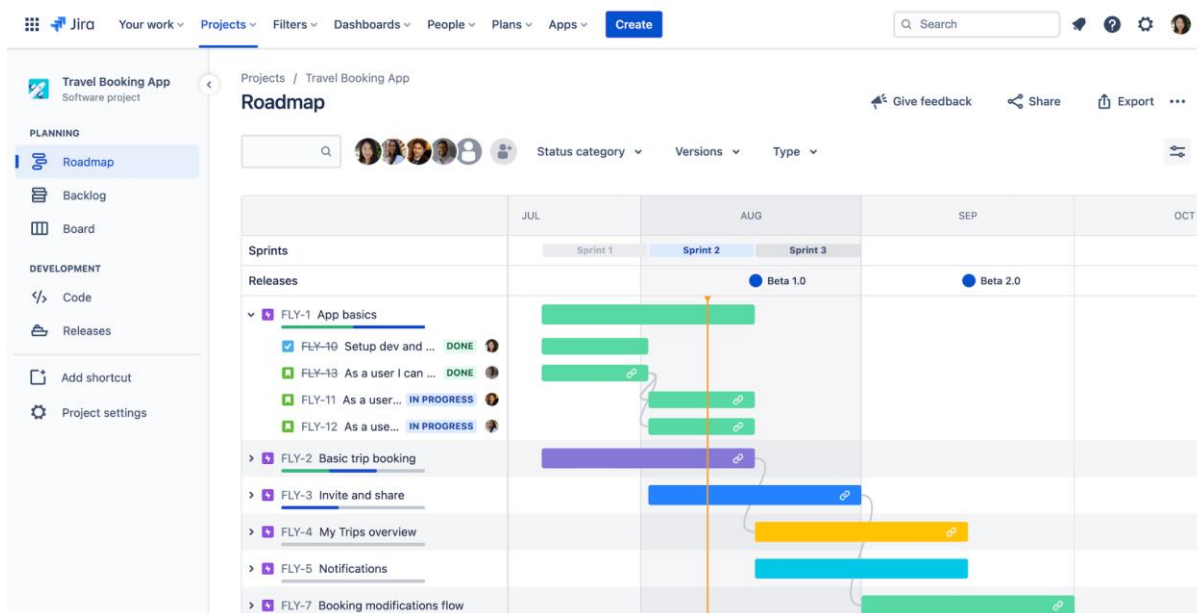 Jira Your work Projects Filters Dashboards People Plans Apps Create Search
Travel Booking App
Software project
PLANNING
Roadmap
Backlog
Board
DEVELOPMENT
Code
Releases
Add shortcut
Project settings
Projects / Travel Booking App
Roadmap
Give feedback Share Export
Status category Versions Type
JUL AUG SEP OCT
Sprints Sprint 1 Sprint 2 Sprint 3
Releases Beta 1.0 Beta 2.0
FLY-1 App basics
FLY-10 Setup dev and ... DONE
FLY-13 As a user I can ... DONE
FLY-11 As a user... IN PROGRESS
FLY-12 As a use... IN PROGRESS
FLY-2 Basic trip booking
FLY-3 Invite and share
FLY-4 My Trips overview
FLY-5 Notifications
FLY-7 Booking modifications flow